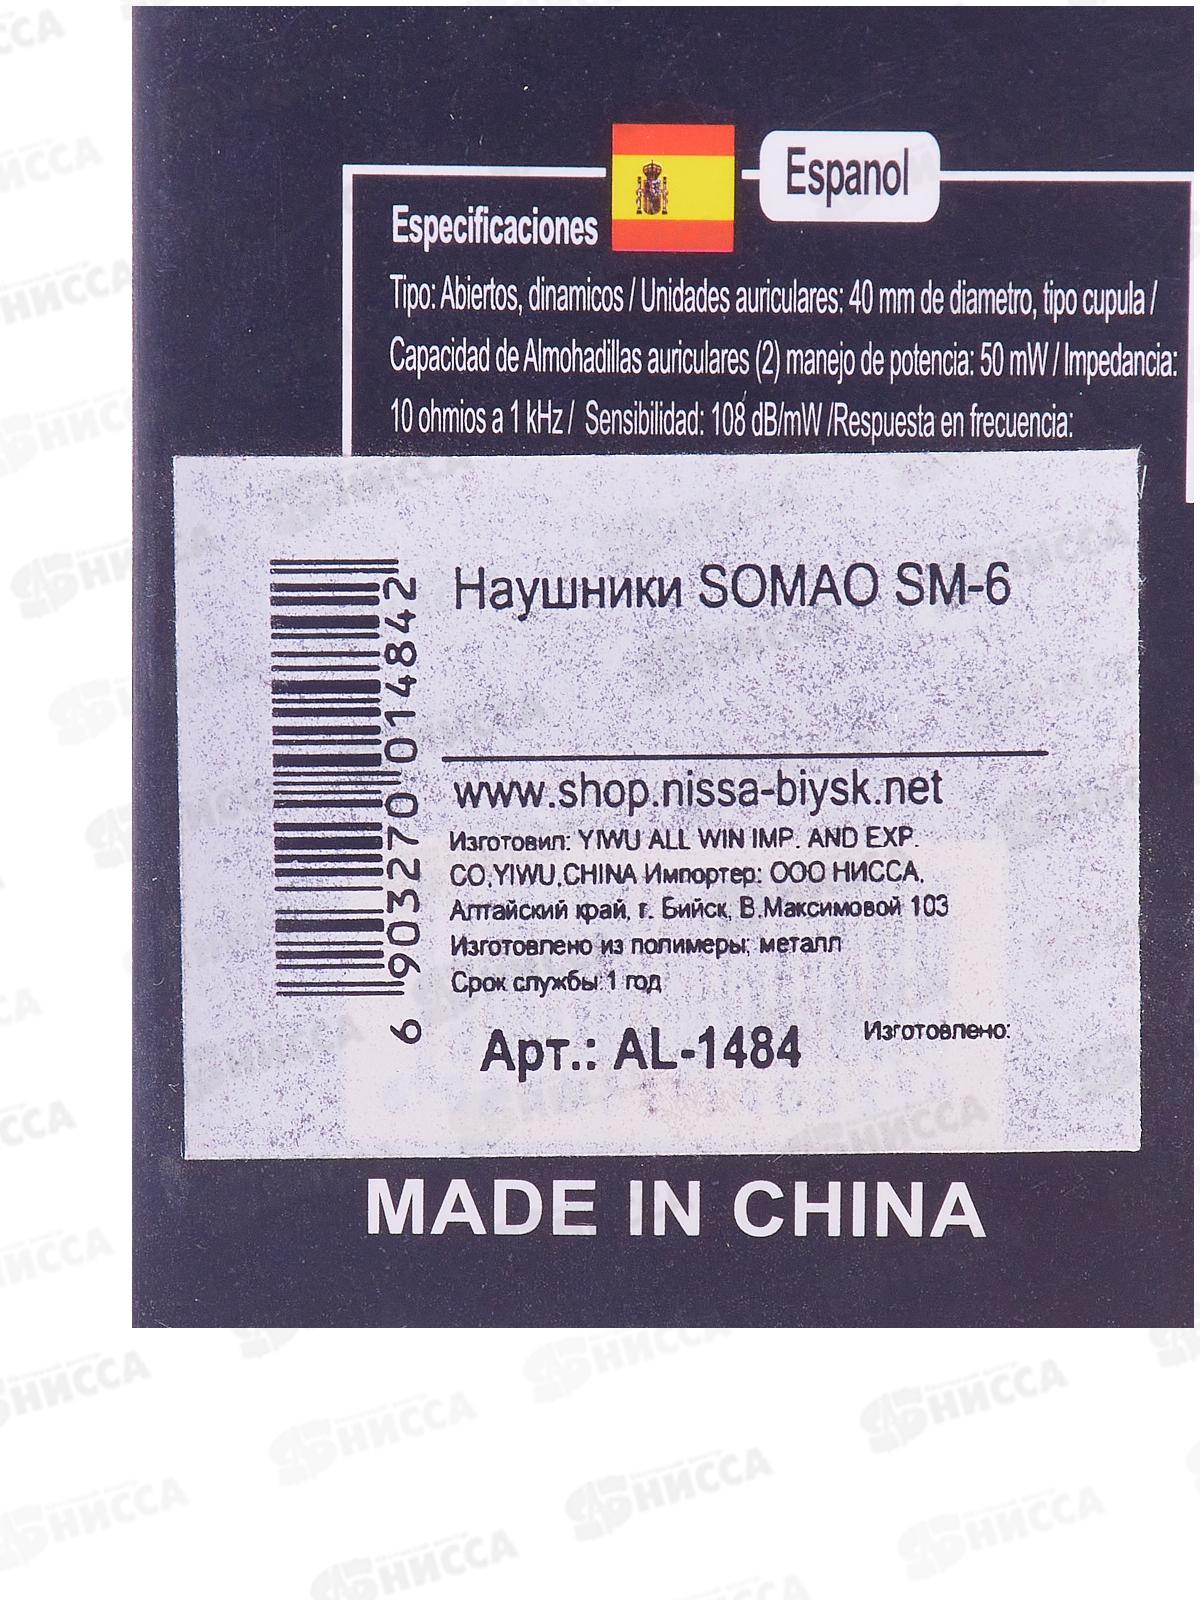 Espanol
Especificaciones
Tipo: Abiertos, dinamicos / Unidades auriculares: 40 mm de diametro, tipo cupula /
Capacidad de Almohadillas auriculares (2) manejo de potencia: 50 mW / Impedancia:
10 ohmios a 1 kHz / Sensibilidad: 108 dB/mW /Respuesta en frecuencia:
Наушники SOMAO SM-6
6 903270 014842
www.shop.nissa-biysk.net
Изготовил: YIWU ALL WIN IMP. AND EXP.
CO,YIWU,CHINA Импортер: ООО НИССА,
Алтайский край, г. Бийск, В.Максимовой 103
Изготовлено из полимеры; металл
Срок службы:1 год
Арт.: AL-1484
Изготовлено:
MADE IN CHINA
НИССА